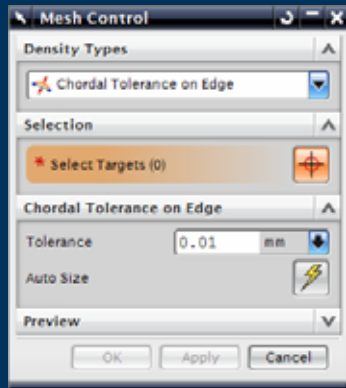 Mesh Control
Density Types
Chordal Tolerance on Edge
Selection
* Select Targets (0)
Chordal Tolerance on Edge
Tolerance 0.01 mm
Auto Size
Preview
OK Apply Cancel